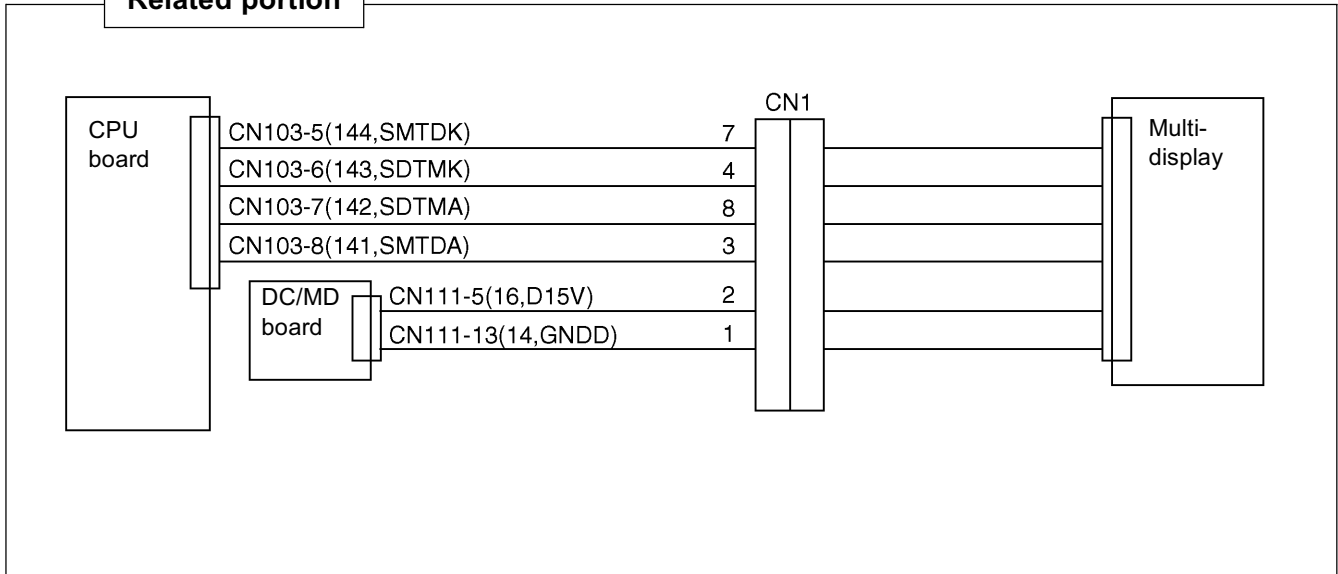 Related portion
CN1
CPU
board
CN103-5(144,SMTDK)
7
CN103-6(143,SDTMK)
4
CN103-7(142,SDTMA)
8
CN103-8(141,SMTDA)
3
DC/MD
board
CN111-5(16,D15V)
2
CN111-13(14,GNDD)
1
Multi-
display